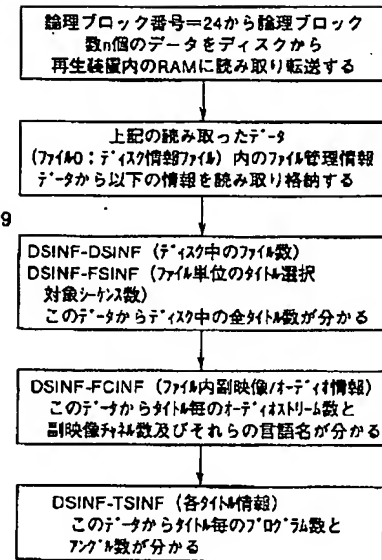 論理ブロック番号=24から論理ブロック
数n個のデータをディスクから
再生装置内のRAMに読み取り転送する
上記の読み取ったデータ
(ファイル0:ディスク情報ファイル)内のファイル管理情報
データから以下の情報を読み取り格納する
9
DSINF-DSINF(ディスク中のファイル数)
DSINF-FSINF(ファイル単位のタイトル選択
対象シーケンス数)
このデータからディスク中の全タイトル数が分かる
DSINF-FCINF(ファイル内副映像/オーディオ情報)
このデータからタイトル毎のオーディオストリーム数と
副映像チャネル数及びそれらの言語名が分かる
DSINF-TSINF(各タイトル情報)
このデータからタイトル毎のプログラム数と
アングル数が分かる